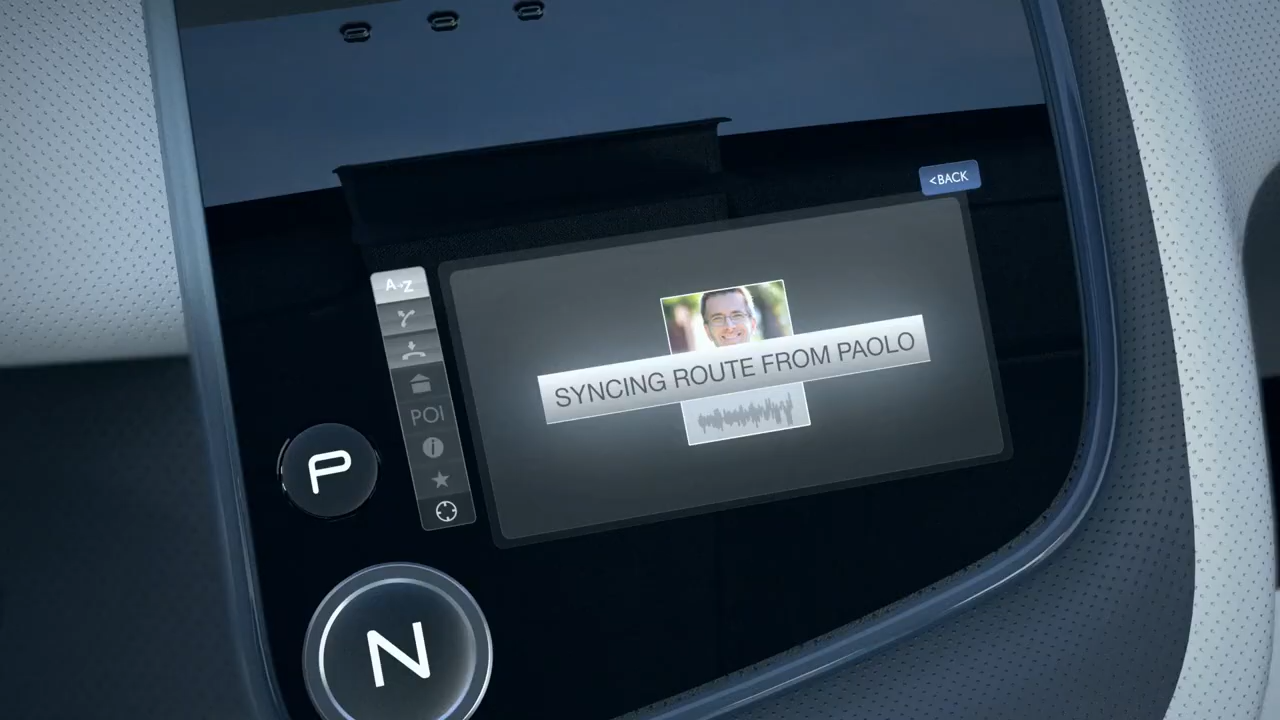 <BACK
A→Z
SYNCING ROUTE FROM PAOLO
POI
P
N